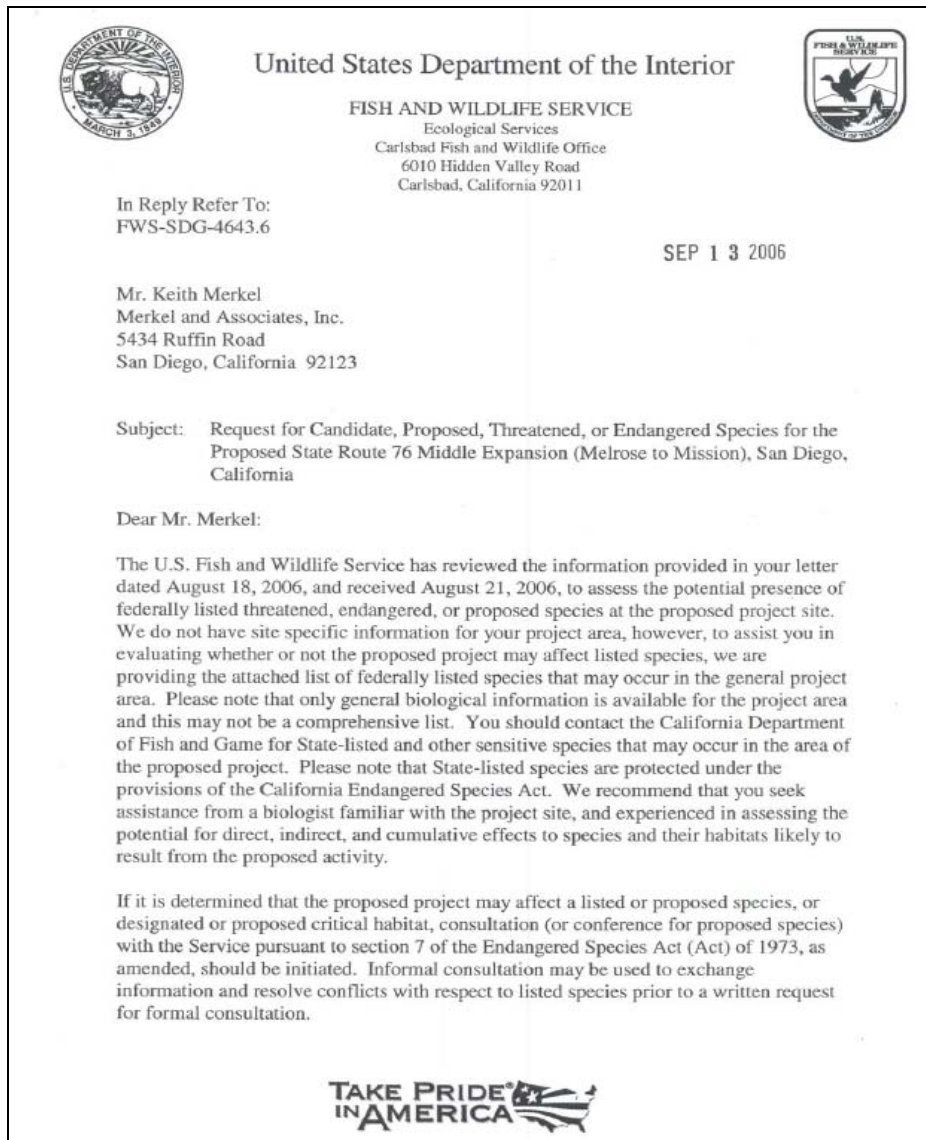 U.S. DEPARTMENT OF THE INTERIOR
MARCH 3, 1849
U.S.
FISH & WILDLIFE
SERVICE
DEPARTMENT OF THE INTERIOR
United States Department of the Interior
FISH AND WILDLIFE SERVICE
Ecological Services
Carlsbad Fish and Wildlife Office
6010 Hidden Valley Road
Carlsbad, California 92011
In Reply Refer To:
FWS-SDG-4643.6
SEP 13 2006
Mr. Keith Merkel
Merkel and Associates, Inc.
5434 Ruffin Road
San Diego, California 92123
Subject: Request for Candidate, Proposed, Threatened, or Endangered Species for the
Proposed State Route 76 Middle Expansion (Melrose to Mission), San Diego,
California
Dear Mr. Merkel:
The U.S. Fish and Wildlife Service has reviewed the information provided in your letter
dated August 18, 2006, and received August 21, 2006, to assess the potential presence of
federally listed threatened, endangered, or proposed species at the proposed project site.
We do not have site specific information for your project area, however, to assist you in
evaluating whether or not the proposed project may affect listed species, we are
providing the attached list of federally listed species that may occur in the general project
area. Please note that only general biological information is available for the project area
and this may not be a comprehensive list. You should contact the California Department
of Fish and Game for State-listed and other sensitive species that may occur in the area of
the proposed project. Please note that State-listed species are protected under the
provisions of the California Endangered Species Act. We recommend that you seek
assistance from a biologist familiar with the project site, and experienced in assessing the
potential for direct, indirect, and cumulative effects to species and their habitats likely to
result from the proposed activity.
If it is determined that the proposed project may affect a listed or proposed species, or
designated or proposed critical habitat, consultation (or conference for proposed species)
with the Service pursuant to section 7 of the Endangered Species Act (Act) of 1973, as
amended, should be initiated. Informal consultation may be used to exchange
information and resolve conflicts with respect to listed species prior to a written request
for formal consultation.
TAKE PRIDE®
IN AMERICA